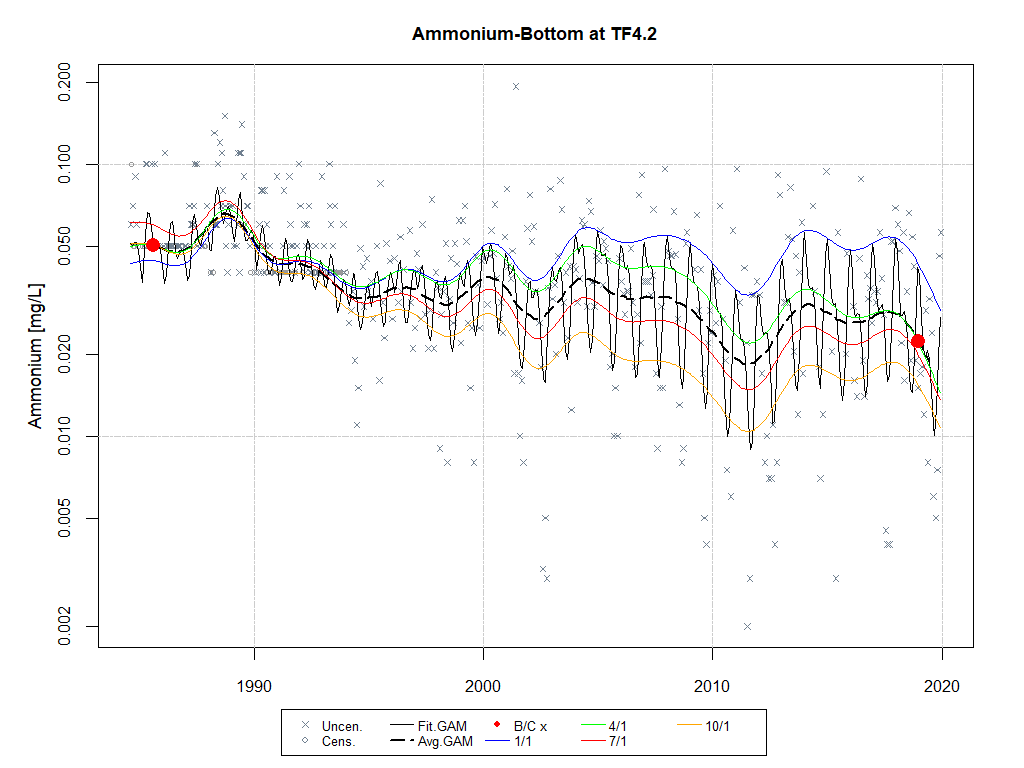 Ammonium-Bottom at TF4.2
Ammonium [mg/L]
0.200
0.100
0.050
0.020
0.010
0.005
0.002
1990 2000 2010 2020
Uncen. Fit.GAM B/C x 4/1 10/1
Cens. Avg.GAM 1/1 7/1